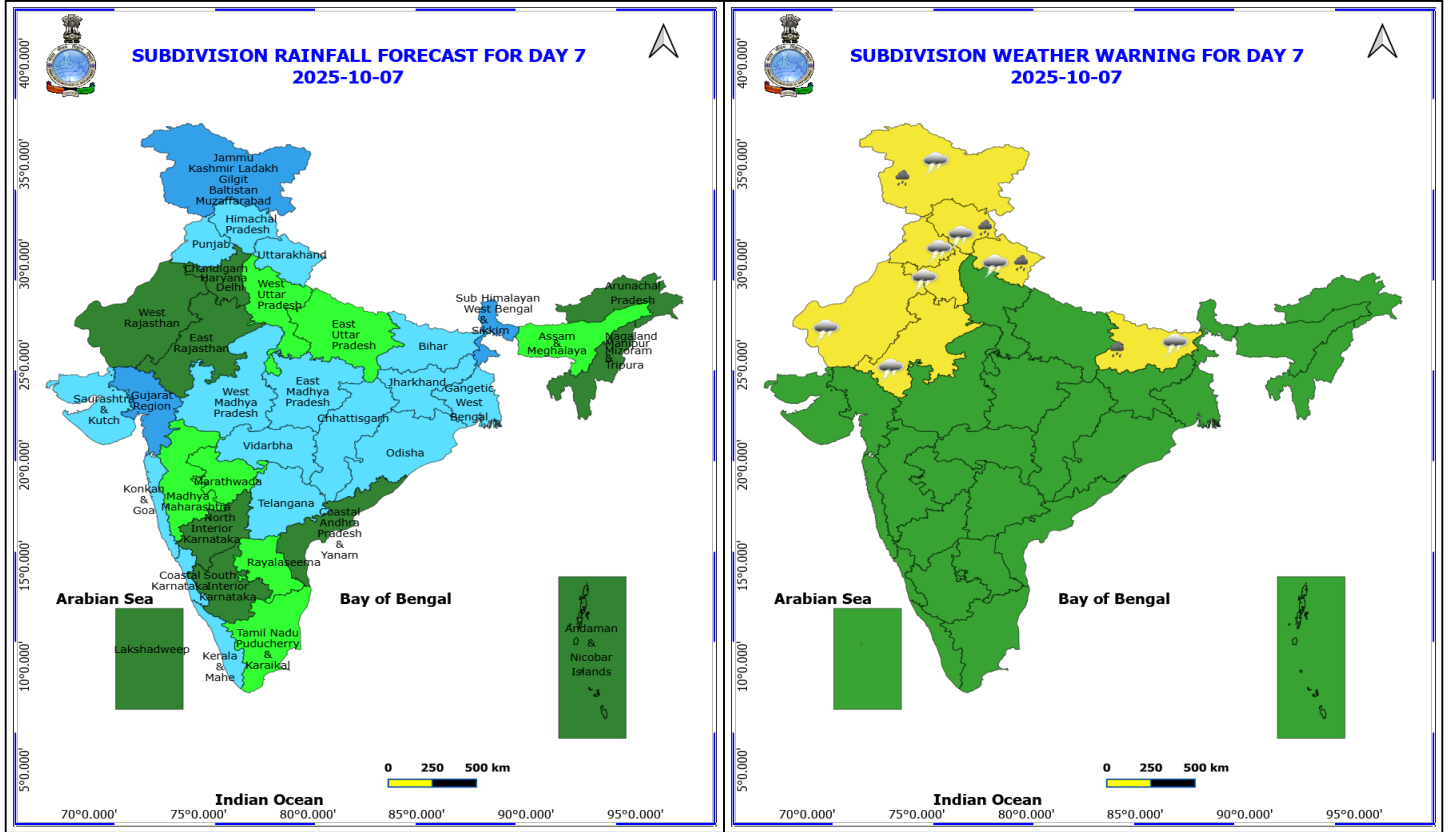 SUBDIVISION RAINFALL FORECAST FOR DAY 7
2025-10-07
40°0.000'
35°0.000'
30°0.000'
25°0.000'
20°0.000'
15°0.000'
10°0.000'
5°0.000'
Jammu
Kashmir Ladakh
Gilgit
Baltistan
Muzaffarabad
Himachal
Pradesh
Punjab
Uttarakhand
Chandigarh
Haryana
Delhi
West
Uttar
Pradesh
West
Rajasthan
East
Rajasthan
East
Uttar
Pradesh
Bihar
Sub Himalayan
West Bengal
&
Sikkim
Arunachal
Pradesh
Assam
&
Meghalaya
Nagaland
Manipur
Mizoram
&
Tripura
Saurashtra
&
Kutch
Gujarat
Region
West
Madhya
Pradesh
East
Madhya
Pradesh
Jharkhand
Gangetic
West
Bengal
Chhattisgarh
Vidarbha
Odisha
Konkan
&
Goa
Madhya
Maharashtra
Marathwada
Telangana
North
Interior
Karnataka
Coastal
Andhra
Pradesh
&
Yanam
Rayalaseema
Coastal
Karnataka
South
Interior
Karnataka
Arabian Sea
Bay of Bengal
Lakshadweep
Tamil Nadu
Puducherry
&
Karaikal
Kerala
&
Mahe
Andaman
&
Nicobar
Islands
0 250 500 km
Indian Ocean
70°0.000' 75°0.000' 80°0.000' 85°0.000' 90°0.000' 95°0.000'
SUBDIVISION WEATHER WARNING FOR DAY 7
2025-10-07
40°0.000'
35°0.000'
30°0.000'
25°0.000'
20°0.000'
15°0.000'
10°0.000'
5°0.000'
Arabian Sea
Bay of Bengal
0 250 500 km
Indian Ocean
70°0.000' 75°0.000' 80°0.000' 85°0.000' 90°0.000' 95°0.000'